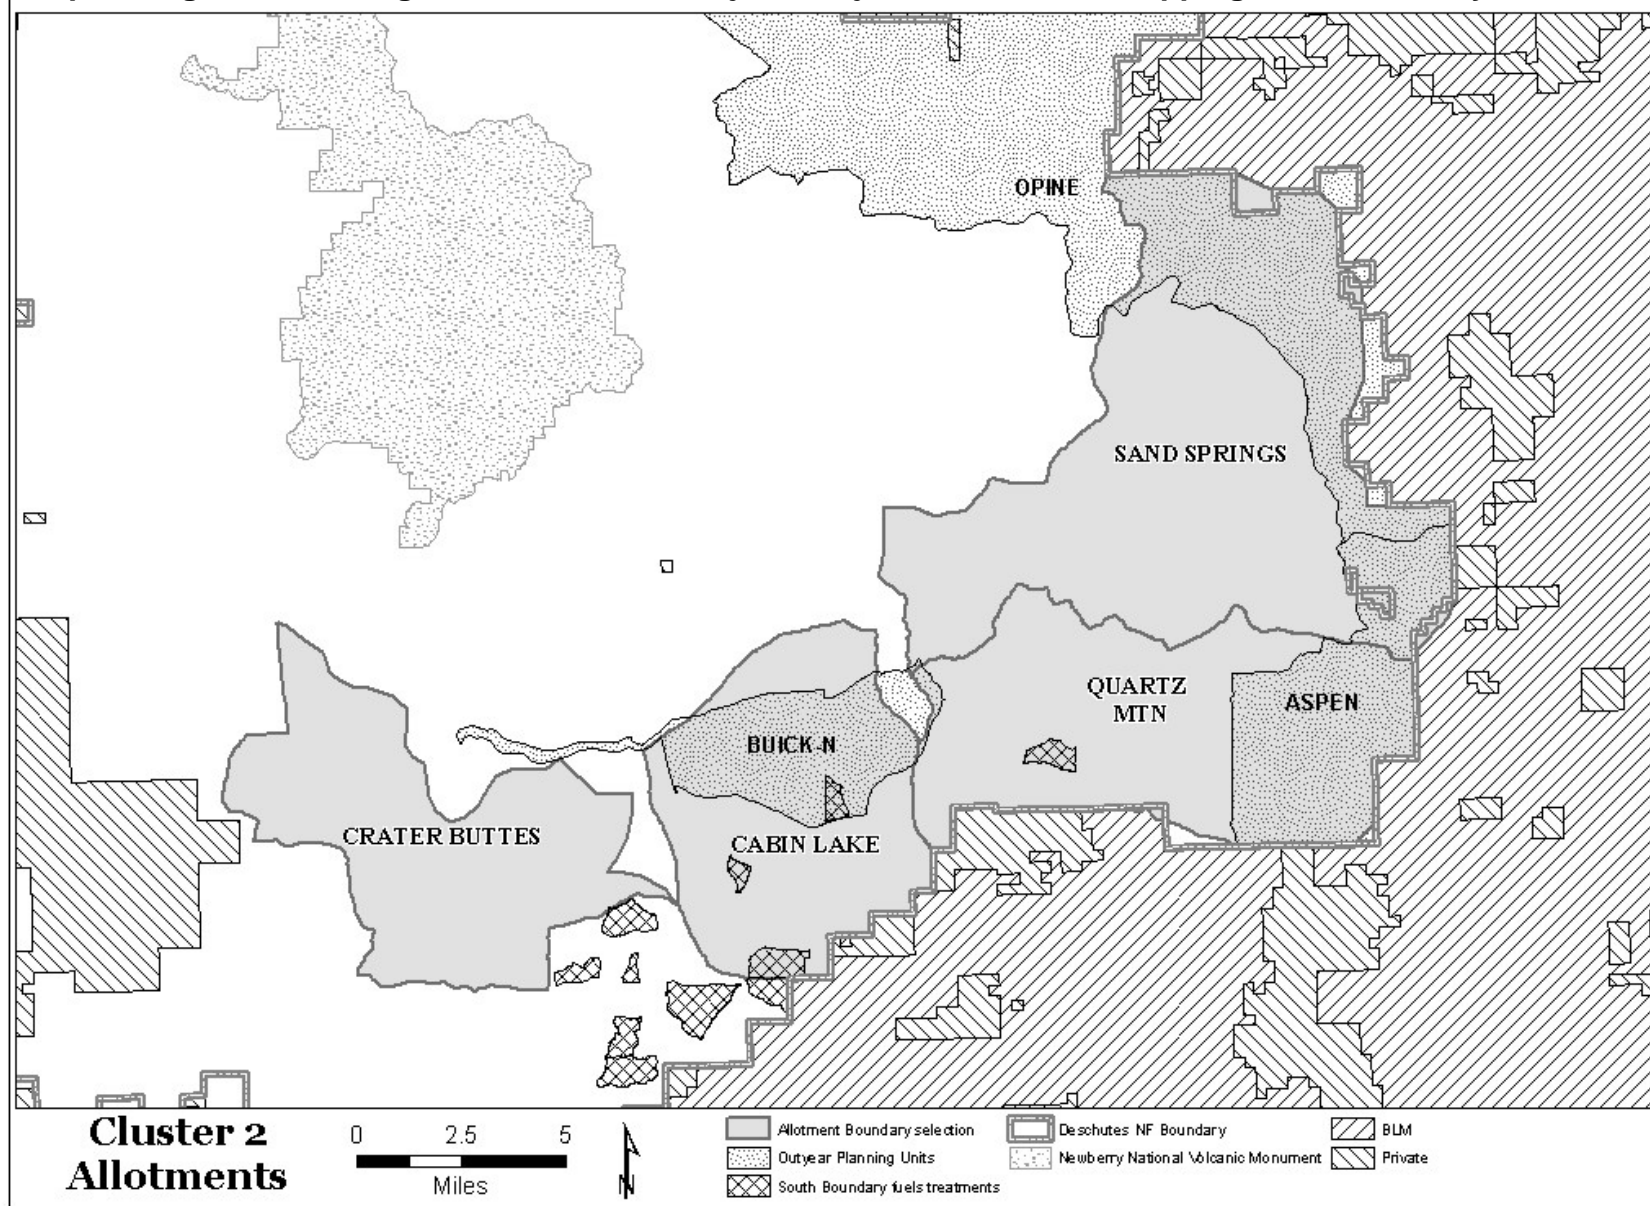 OPINE
SAND SPRINGS
QUARTZ
MTN
ASPEN
BUICK-N
CRATER BUTTES
CABIN LAKE
Cluster 2
Allotments
0 2.5 5
Miles
N
Allotment Boundary selection
Outyear Planning Units
South Boundary fuels treatments
Deschutes NF Boundary
Newberry National Volcanic Monument
BLM
Private